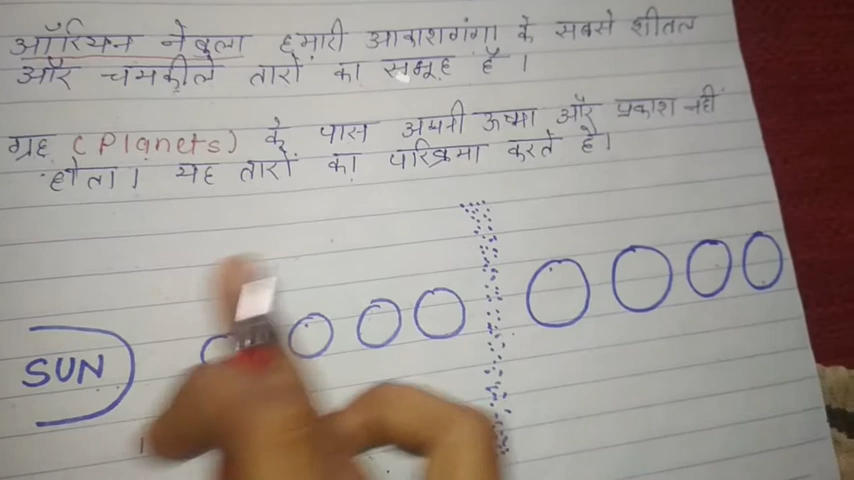 ऑरियन नेबुला हमारी आकाशगंगा के सबसे शीतल
और चमकीले तारों का समूह है ।
ग्रह (Planets) के पास अपनी ऊष्मा और प्रकाश नहीं
होता । यह तारों का परिक्रमा करते है।
SUN